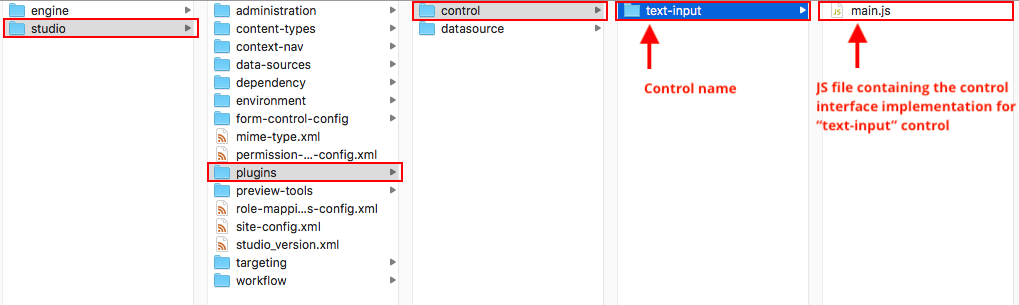 engine
studio
administration
content-types
context-nav
data-sources
dependency
environment
form-control-config
mime-type.xml
permission-...-config.xml
plugins
preview-tools
role-mappi...s-config.xml
site-config.xml
studio_version.xml
targeting
workflow
control
datasource
text-input
Control name
JS
main.js
JS file containing the control
interface implementation for
“text-input” control